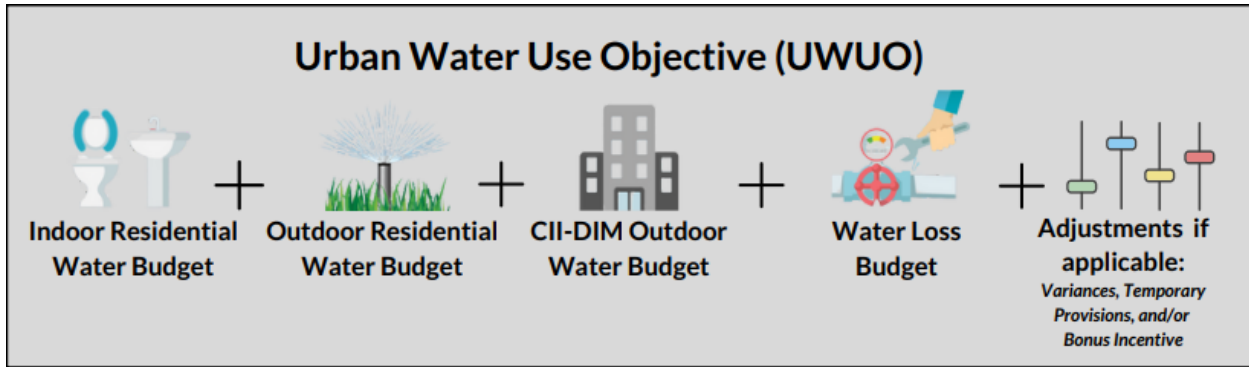 Urban Water Use Objective (UWUO)
Indoor Residential
Water Budget
+
Outdoor Residential
Water Budget
+
CII-DIM Outdoor
Water Budget
+
Water Loss
Budget
+
Adjustments if
applicable:
Variances, Temporary
Provisions, and/or
Bonus Incentive